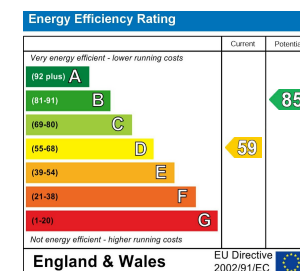 Energy Efficiency Rating
Current Potentia
Very energy efficient - lower running costs
(92 plus) A
(81-91) B
(69-80) C
(55-68) D
(39-54) E
(21-38) F
(1-20) G
59
85
Not energy efficient - higher running costs
England & Wales
EU Directive
2002/91/EC